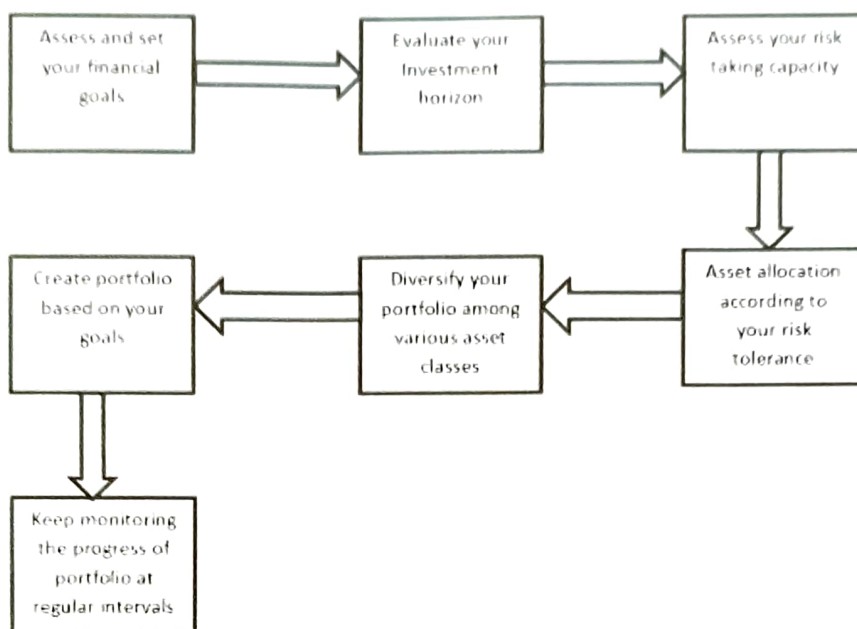 Assess and set
your financial
goals
Evaluate your
Investment
horizon
Assess your risk
taking capacity
Asset allocation
according to
your risk
tolerance
Diversify your
portfolio among
various asset
classes
Create portfolio
based on your
goals
Keep monitoring
the progress of
portfolio at
regular intervals